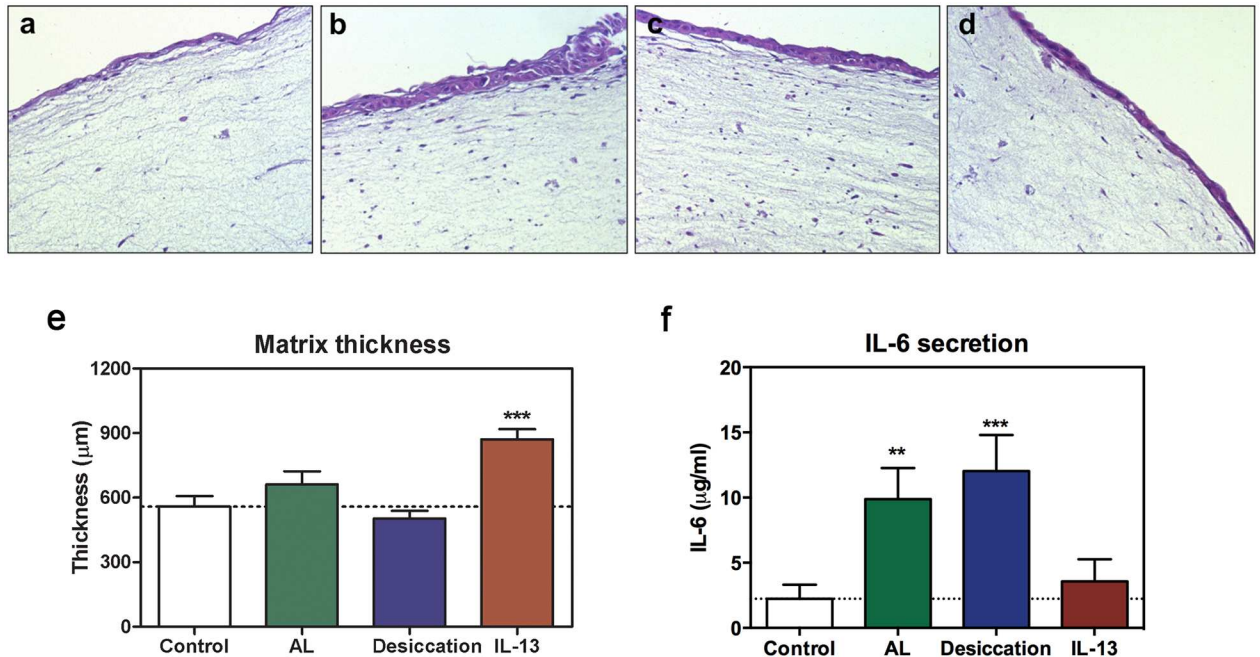 a
b
c
d
e
Matrix thickness
1200
900
600
300
0
Thickness (μm)
***
Control
AL
Desiccation
IL-13
f
IL-6 secretion
20
15
10
5
0
IL-6 (μg/ml)
**
***
Control
AL
Desiccation
IL-13